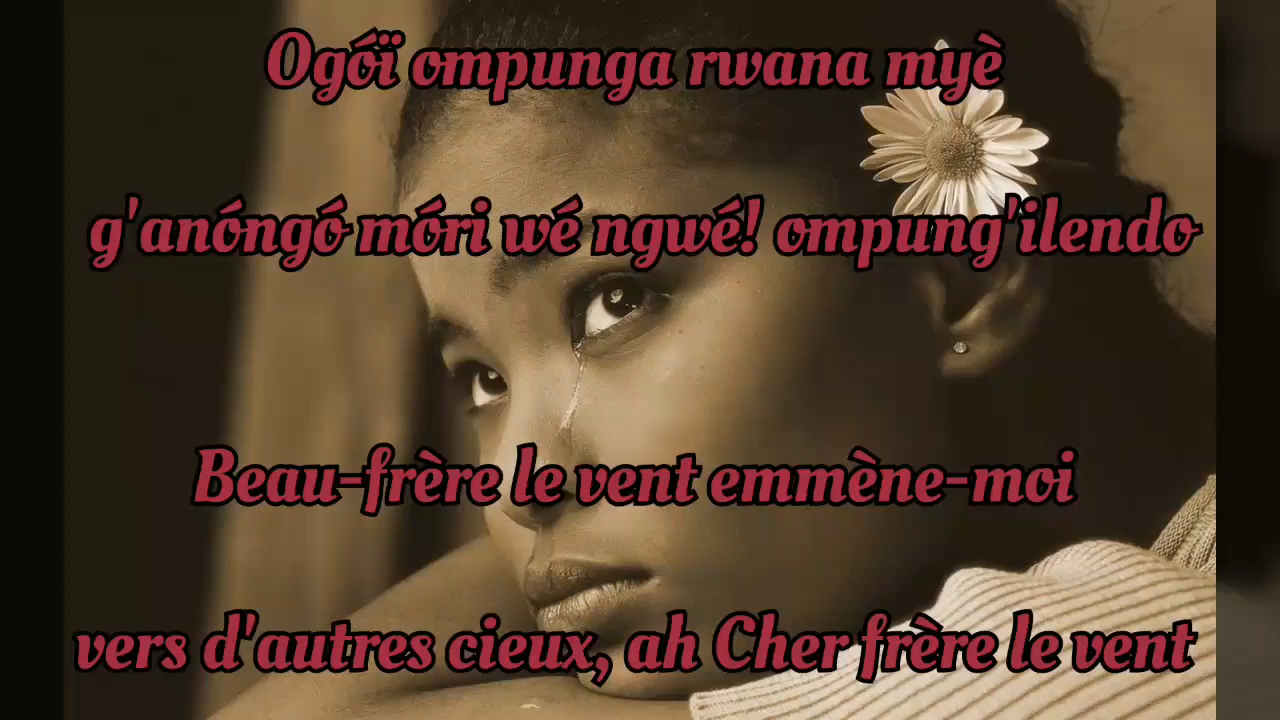 Ogóï ompunga rwana myè
g'anóngó móri wé ngwé! ompung'ilendo
Beau-frère le vent emmène-moi
vers d'autres cieux, ah Cher frère le vent